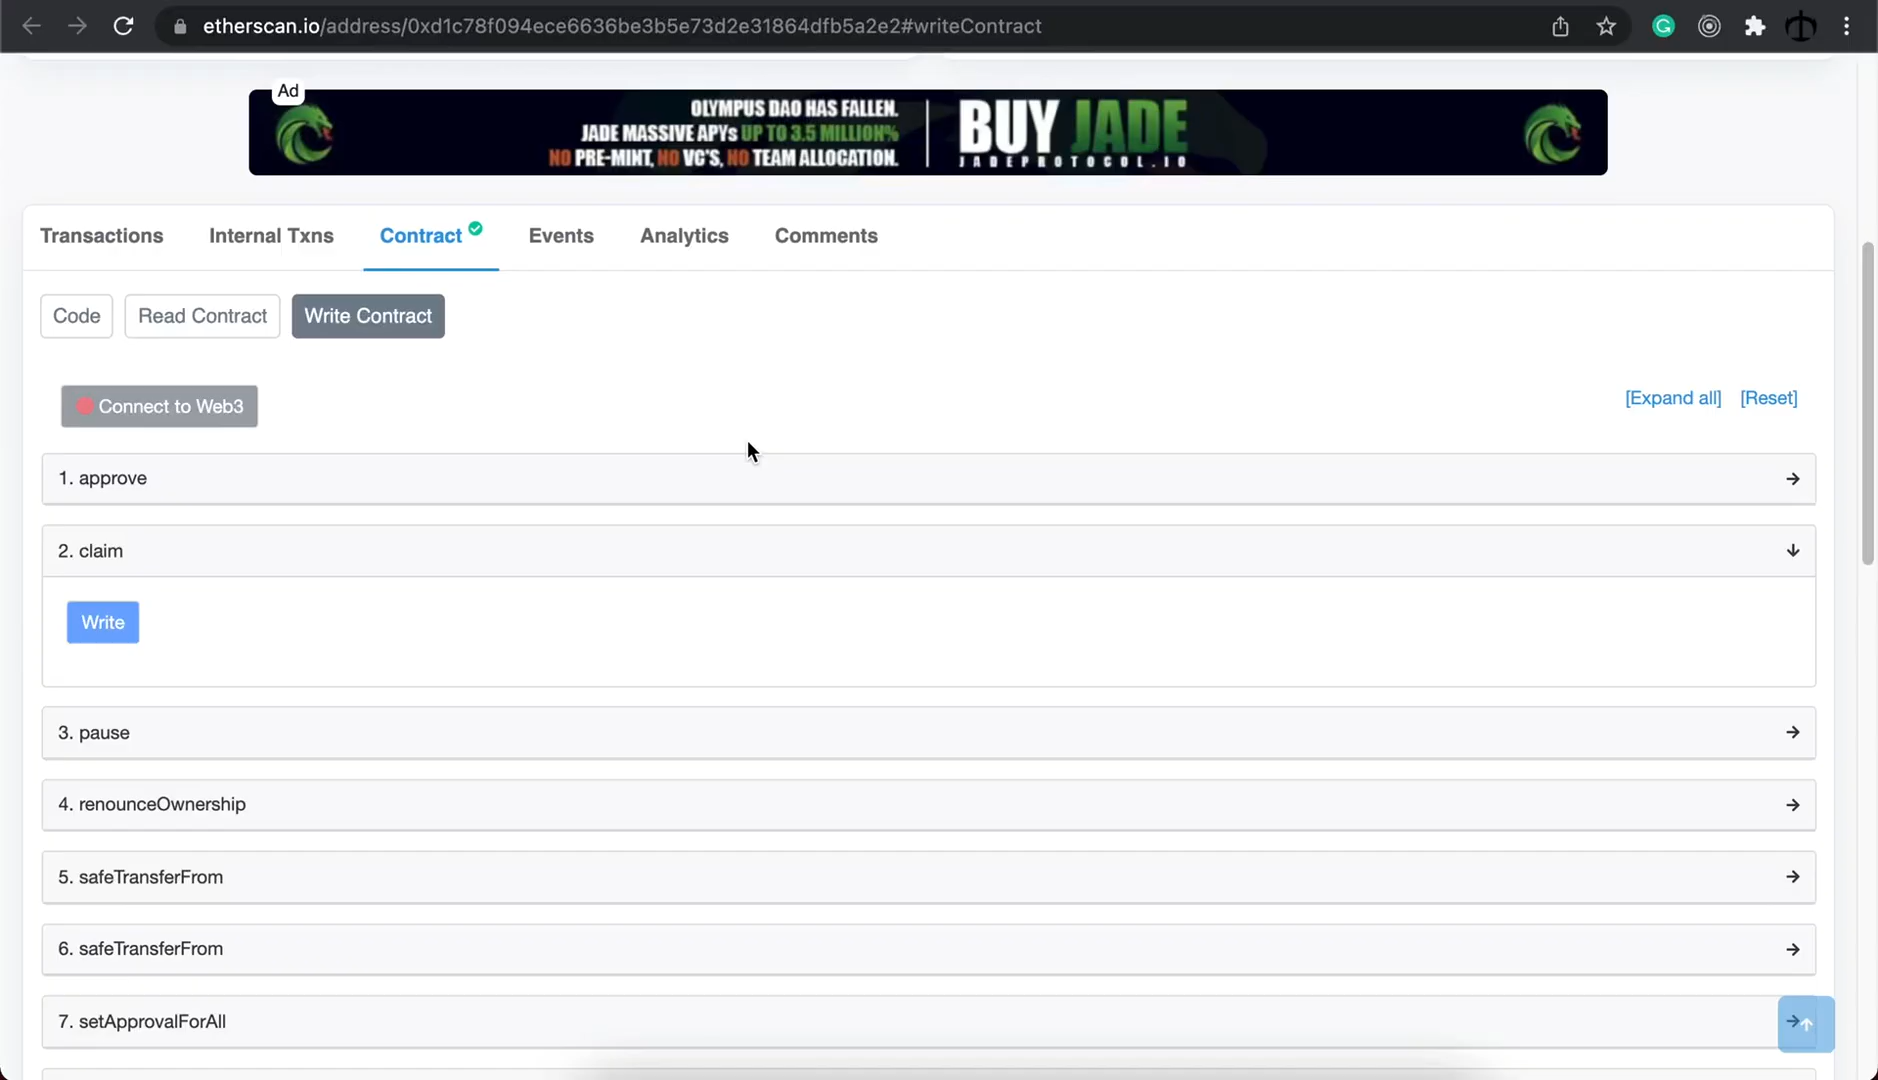 etherscan.io/address/0xd1c78f094ece6636be3b5e73d2e31864dfb5a2e2#writeContract
Ad
OLYMPUS DAO HAS FALLEN.
JADE MASSIVE APYs UP TO 3.5 MILLION%
NO PRE-MINT, NO VC'S, NO TEAM ALLOCATION.
BUY JADE
JADEPROTOCOL.IO
Transactions Internal Txns Contract Events Analytics Comments
Code Read Contract Write Contract
Connect to Web3 [Expand all] [Reset]
1. approve
2. claim
Write
3. pause
4. renounceOwnership
5. safeTransferFrom
6. safeTransferFrom
7. setApprovalForAll